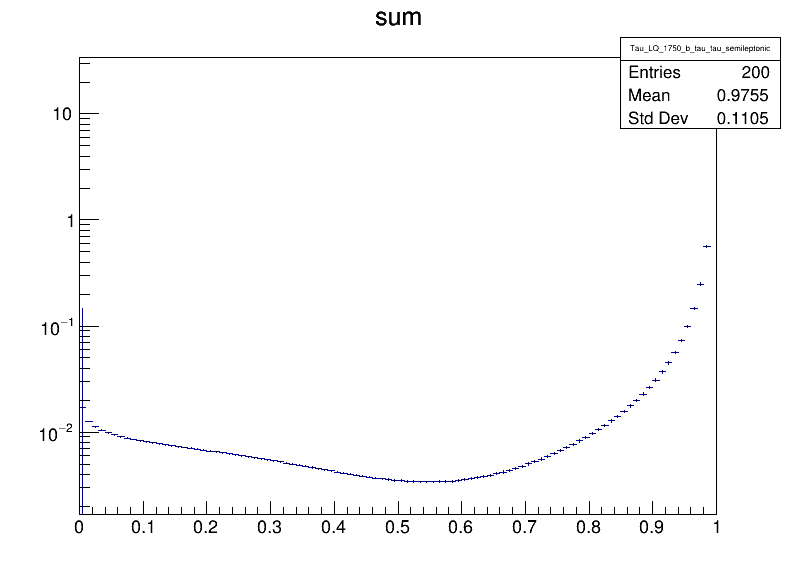 sum
Tau_LQ_1750_b_tau_tau_semileptonic
Entries 200
Mean 0.9755
Std Dev 0.1105
10
1
10⁻¹
10⁻²
0 0.1 0.2 0.3 0.4 0.5 0.6 0.7 0.8 0.9 1